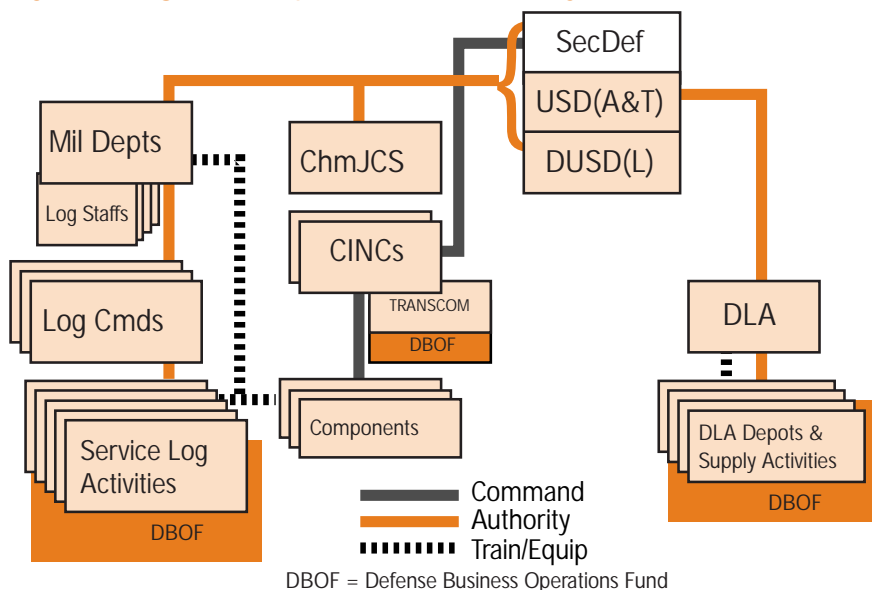 SecDef
USD(A&T)
DUSD(L)
Mil Depts
Log Staffs
ChmJCS
CINCs
TRANSCOM
DBOF
Log Cmds
DLA
Components
Service Log
Activities
DBOF
DLA Depots &
Supply Activities
DBOF
Command
Authority
Train/Equip
DBOF = Defense Business Operations Fund